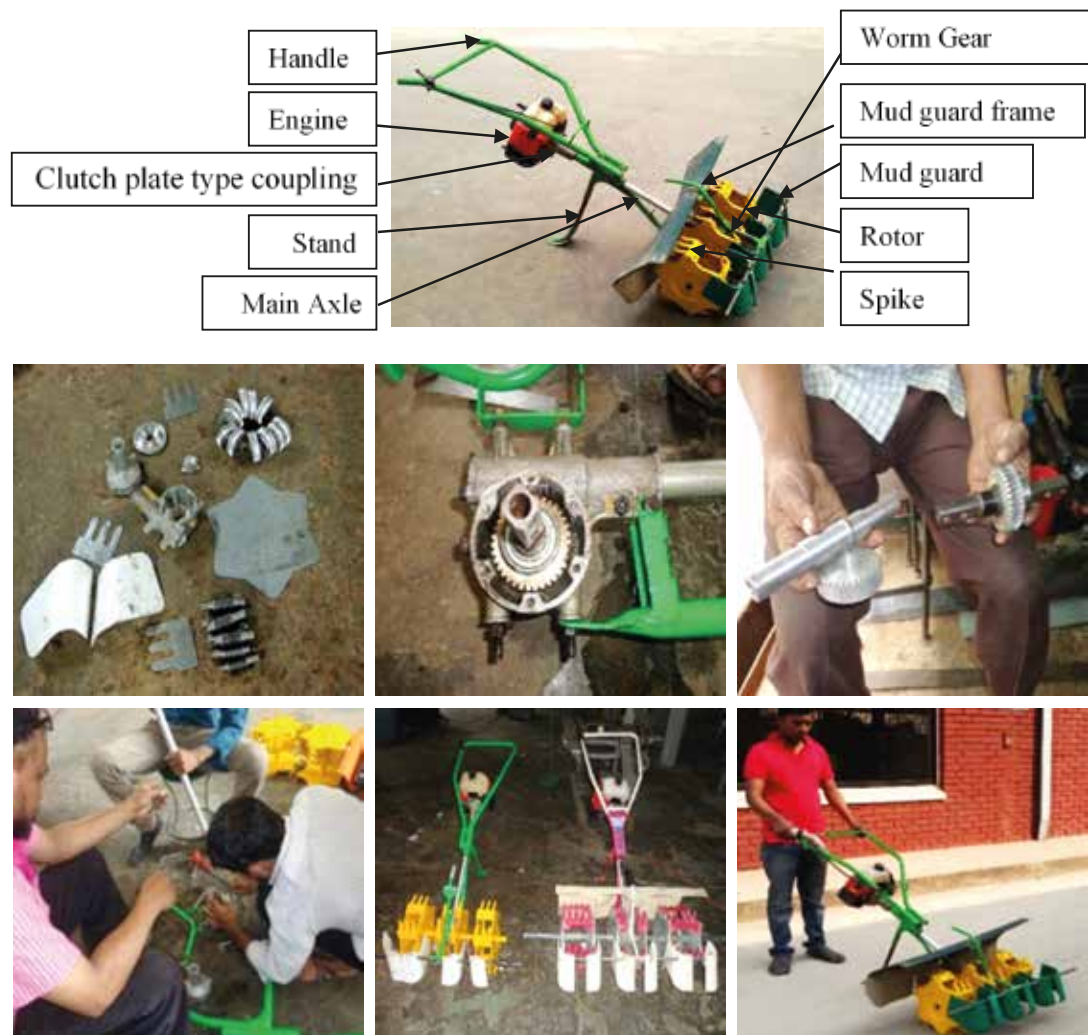 Handle
Engine
Clutch plate type coupling
Stand
Main Axle
Worm Gear
Mud guard frame
Mud guard
Rotor
Spike